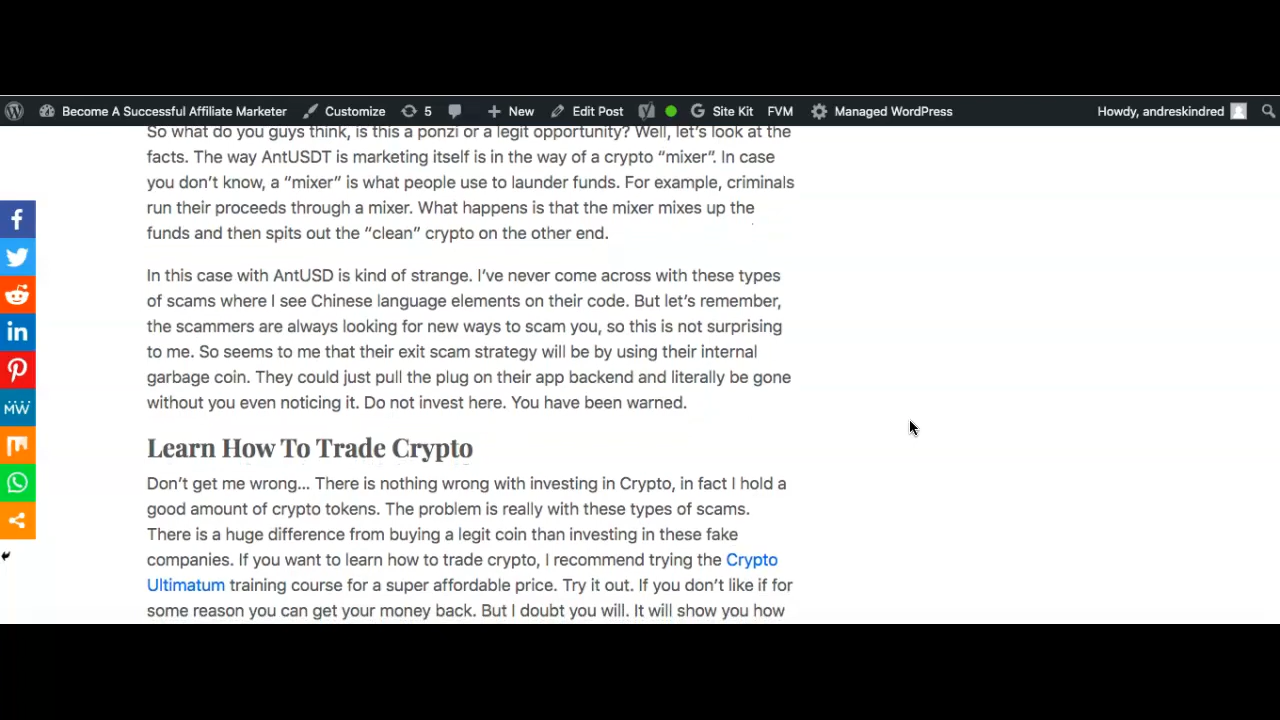 Become A Successful Affiliate Marketer Customize 5 New Edit Post Site Kit FVM Managed WordPress Howdy, andreskindred
So what do you guys think, is this a ponzi or a legit opportunity? Well, let’s look at the
facts. The way AntUSDT is marketing itself is in the way of a crypto “mixer”. In case
you don’t know, a “mixer” is what people use to launder funds. For example, criminals
run their proceeds through a mixer. What happens is that the mixer mixes up the
funds and then spits out the “clean” crypto on the other end.
In this case with AntUSD is kind of strange. I’ve never come across with these types
of scams where I see Chinese language elements on their code. But let’s remember,
the scammers are always looking for new ways to scam you, so this is not surprising
to me. So seems to me that their exit scam strategy will be by using their internal
garbage coin. They could just pull the plug on their app backend and literally be gone
without you even noticing it. Do not invest here. You have been warned.
Learn How To Trade Crypto
Don’t get me wrong... There is nothing wrong with investing in Crypto, in fact I hold a
good amount of crypto tokens. The problem is really with these types of scams.
There is a huge difference from buying a legit coin than investing in these fake
companies. If you want to learn how to trade crypto, I recommend trying the Crypto
Ultimatum training course for a super affordable price. Try it out. If you don’t like if for
some reason you can get your money back. But I doubt you will. It will show you how
MW